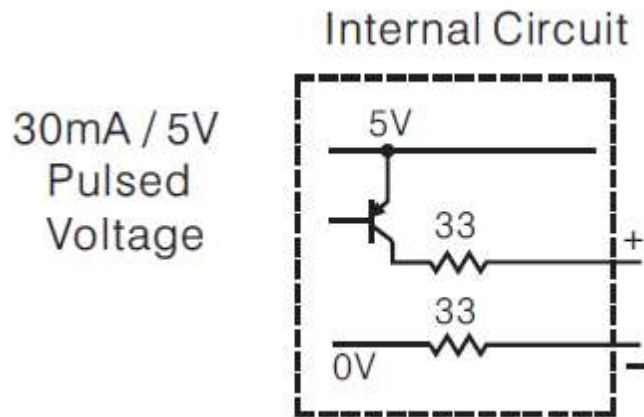 Internal Circuit
30mA / 5V
Pulsed
Voltage
5V
33
+
33
0V
-